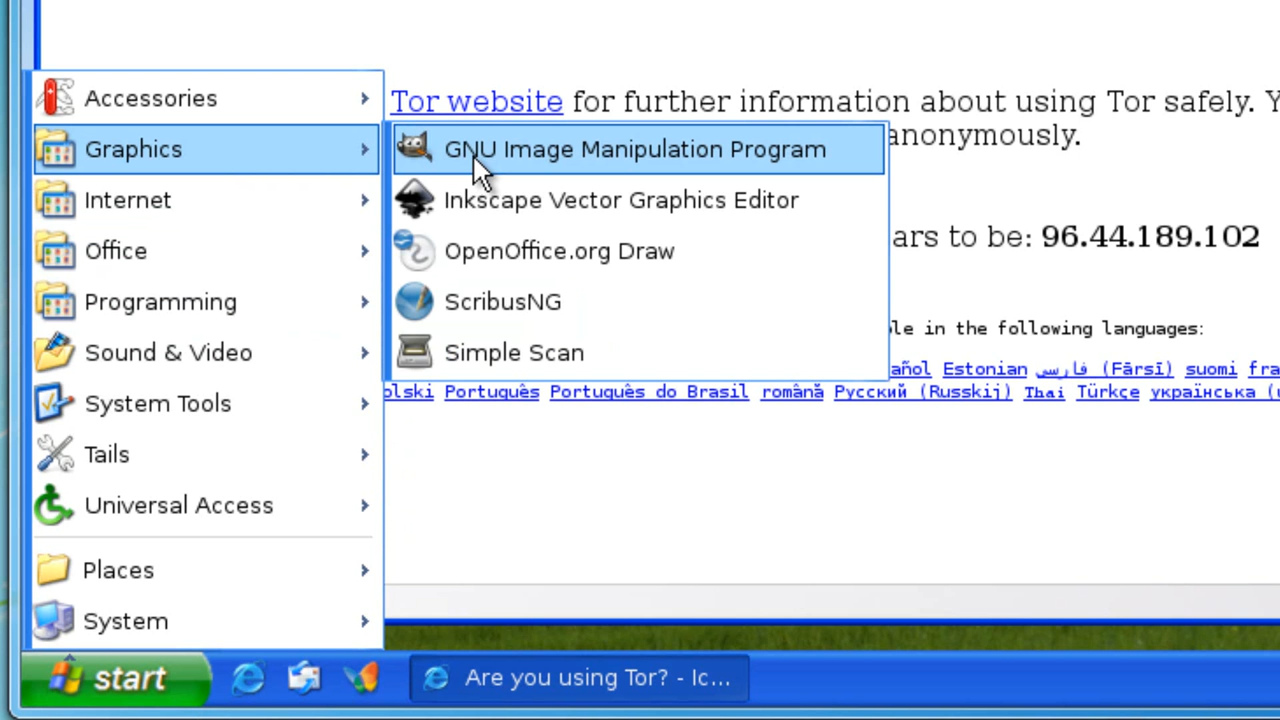 Accessories
Graphics
Internet
Office
Programming
Sound & Video
System Tools
Tails
Universal Access
Places
System
GNU Image Manipulation Program
Inkscape Vector Graphics Editor
OpenOffice.org Draw
ScribusNG
Simple Scan
Tor website for further information about using Tor safely. Y
anonymously.
ars to be: 96.44.189.102
le in the following languages:
añol Estonian فارسی (Fārsī) suomi fra
olski Português Português do Brasil română Русский (Russkij) Thai Türkçe українська (u
start
Are you using Tor? - Ic...